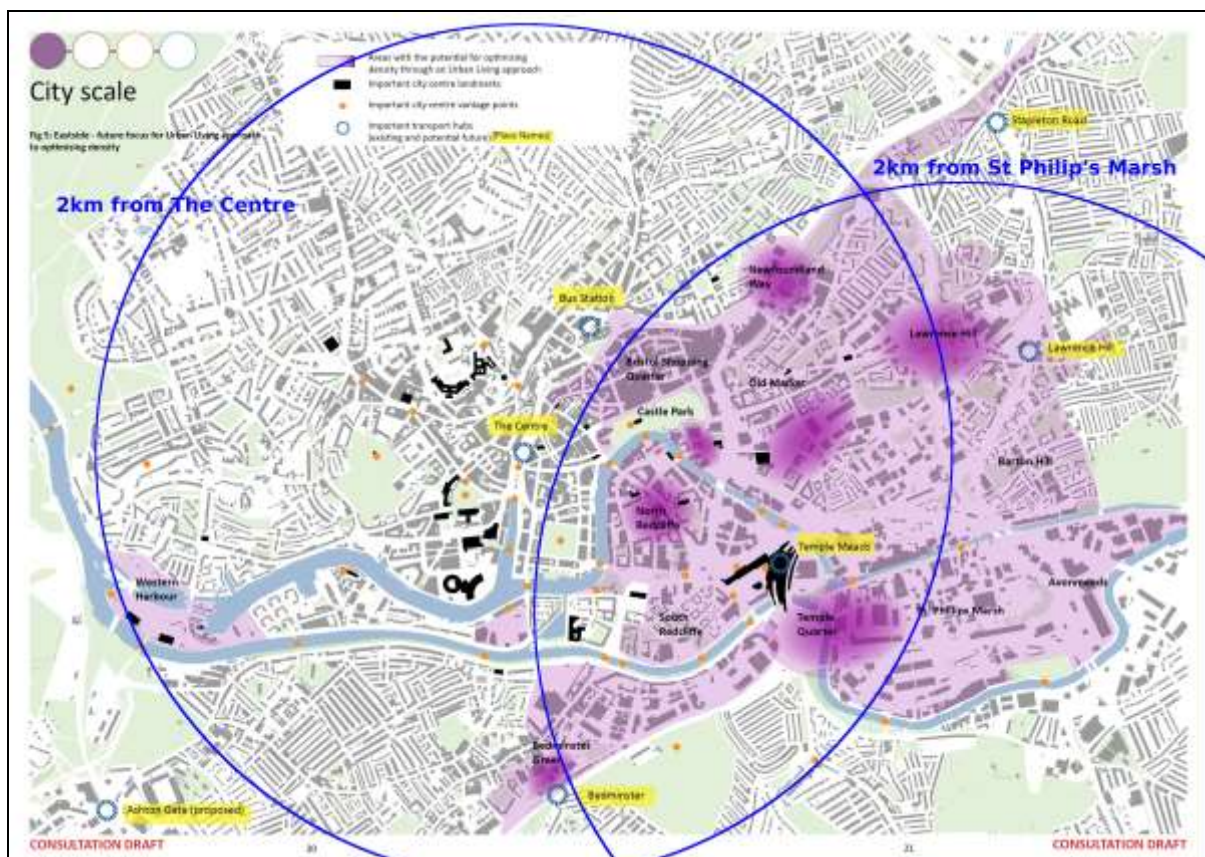 City scale
Fig 5: Eastside - future focus for Urban Living approach
to optimising density
Areas with the potential for optimising
density through an Urban Living approach
Important city centre landmarks
Important city centre vantage points
Important transport hubs
(existing and potential future) (Place Names)
Stapleton Road
2km from St Philip's Marsh
2km from The Centre
Newfoundland
Way
Bus Station
Lawrence Hill
Lawrence Hill
Bristol Shopping
Quarter
Old Market
Castle Park
The Centre
Barton Hill
North
Redcliffe
Temple Meads
Western
Harbour
Avonmeads
St Phillips Marsh
South
Redcliffe
Temple
Quarter
Bedminster
Green
Bedminster
Ashton Gate (proposed)
CONSULTATION DRAFT
20
21
CONSULTATION DRAFT